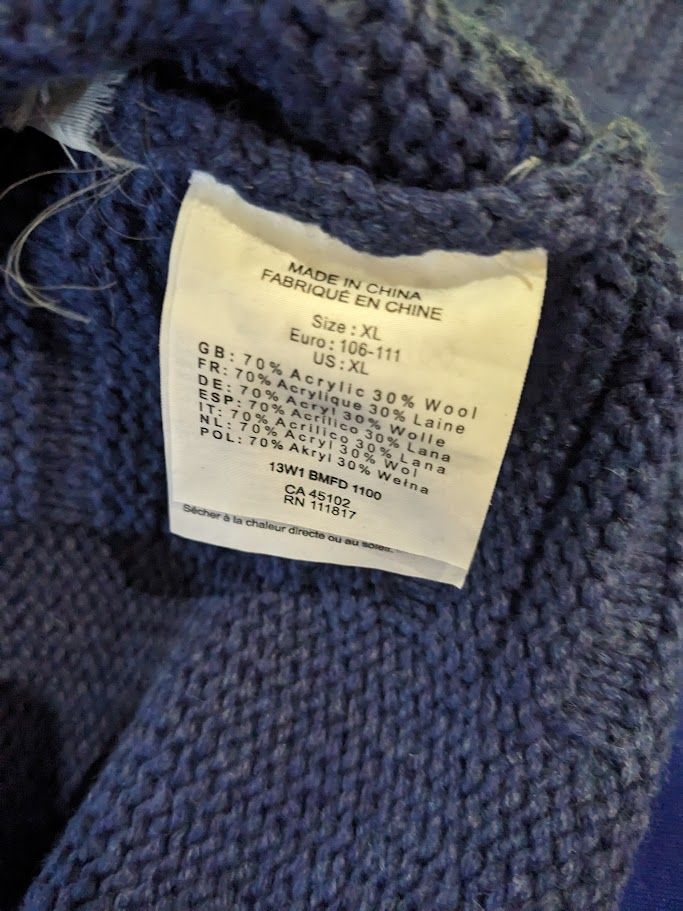 MADE IN CHINA
FABRIQUÉ EN CHINE
Size : XL
Euro : 106-111
US : XL
GB : 70% Acrylic 30% Wool
FR : 70% Acrylique 30% Laine
DE : 70% Acryl 30% Wolle
ESP: 70% Acrílico 30% Lana
IT: 70% Acrilico 30% Lana
NL: 70% Acryl 30% Wol
POL: 70% Akryl 30% Wełna
13W1 BMFD 1100
CA 45102
RN 111817
Sécher à la chaleur directe ou au soleil.